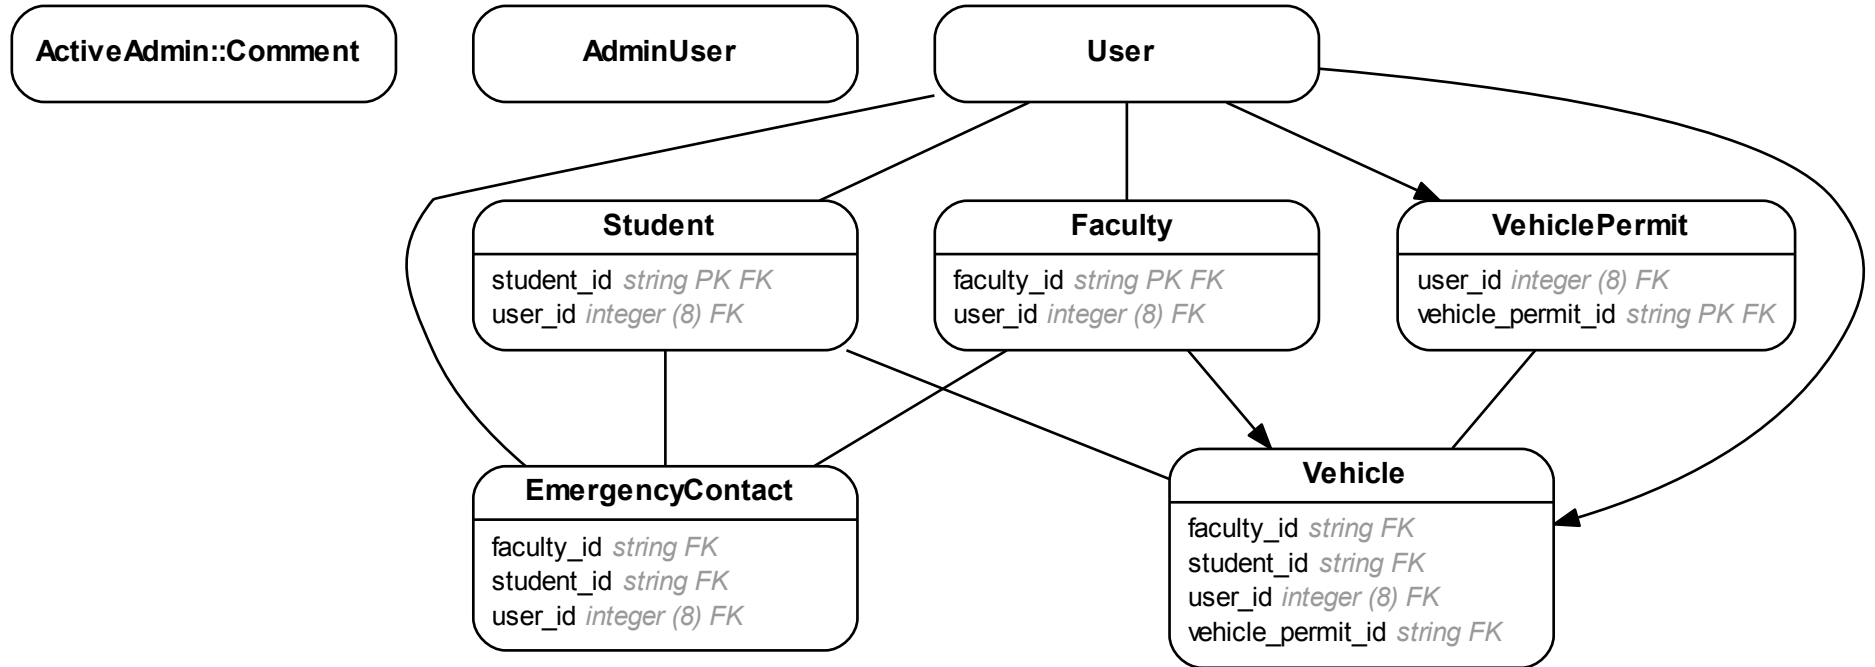 ActiveAdmin::Comment
AdminUser
User
Student
student_id string PK FK
user_id integer (8) FK
Faculty
faculty_id string PK FK
user_id integer (8) FK
VehiclePermit
user_id integer (8) FK
vehicle_permit_id string PK FK
EmergencyContact
faculty_id string FK
student_id string FK
user_id integer (8) FK
Vehicle
faculty_id string FK
student_id string FK
user_id integer (8) FK
vehicle_permit_id string FK